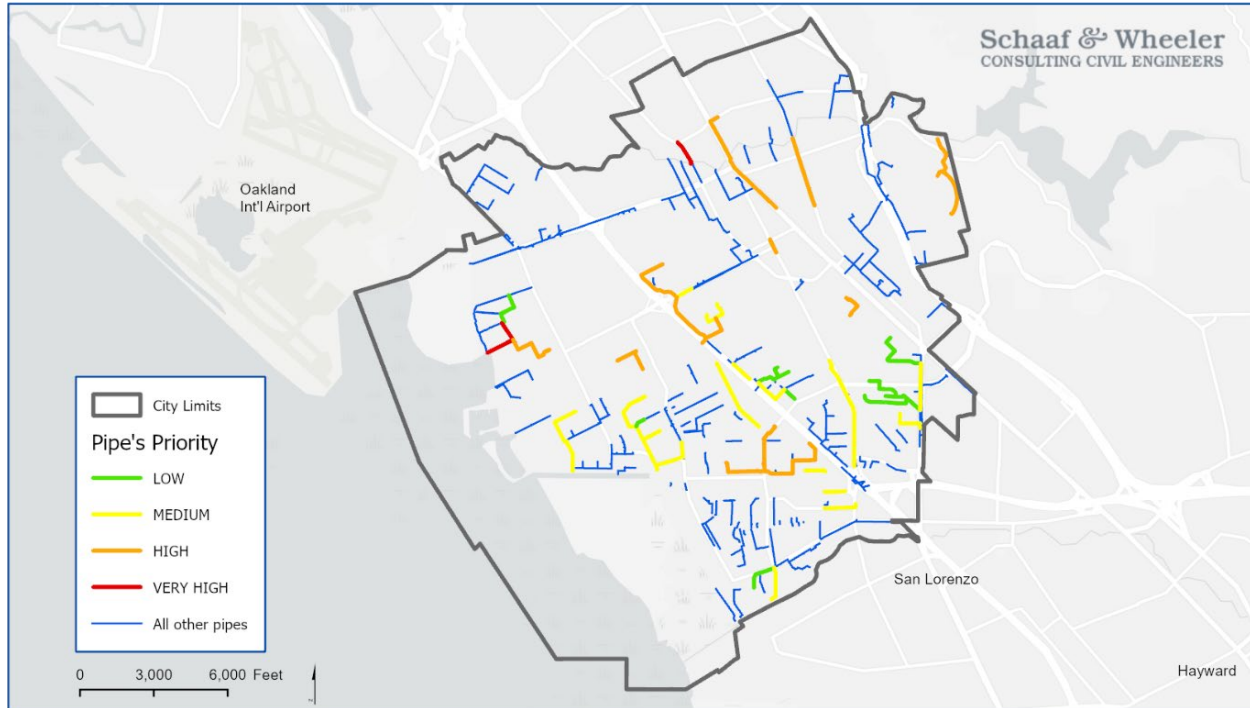 Schaaf & Wheeler
CONSULTING CIVIL ENGINEERS
Oakland
Int'l Airport
City Limits
Pipe's Priority
LOW
MEDIUM
HIGH
VERY HIGH
All other pipes
San Lorenzo
Hayward
0 3,000 6,000 Feet